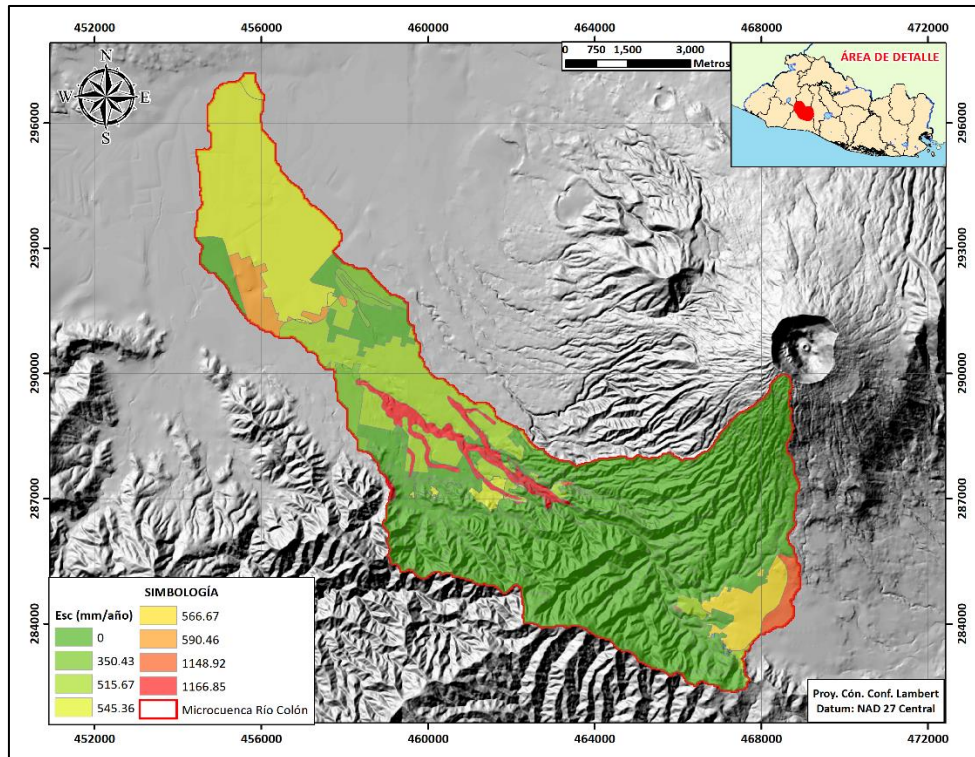 452000 456000 460000 464000 468000 472000
N
W E
S
0 750 1,500 3,000
Metros
ÁREA DE DETALLE
296000 296000
293000 293000
290000 290000
287000 287000
284000 284000
SIMBOLOGÍA
Esc (mm/año)
0
350.43
515.67
545.36
566.67
590.46
1148.92
1166.85
Microcuenca Río Colón
Proy. Cón. Conf. Lambert
Datum: NAD 27 Central
452000 456000 460000 464000 468000 472000